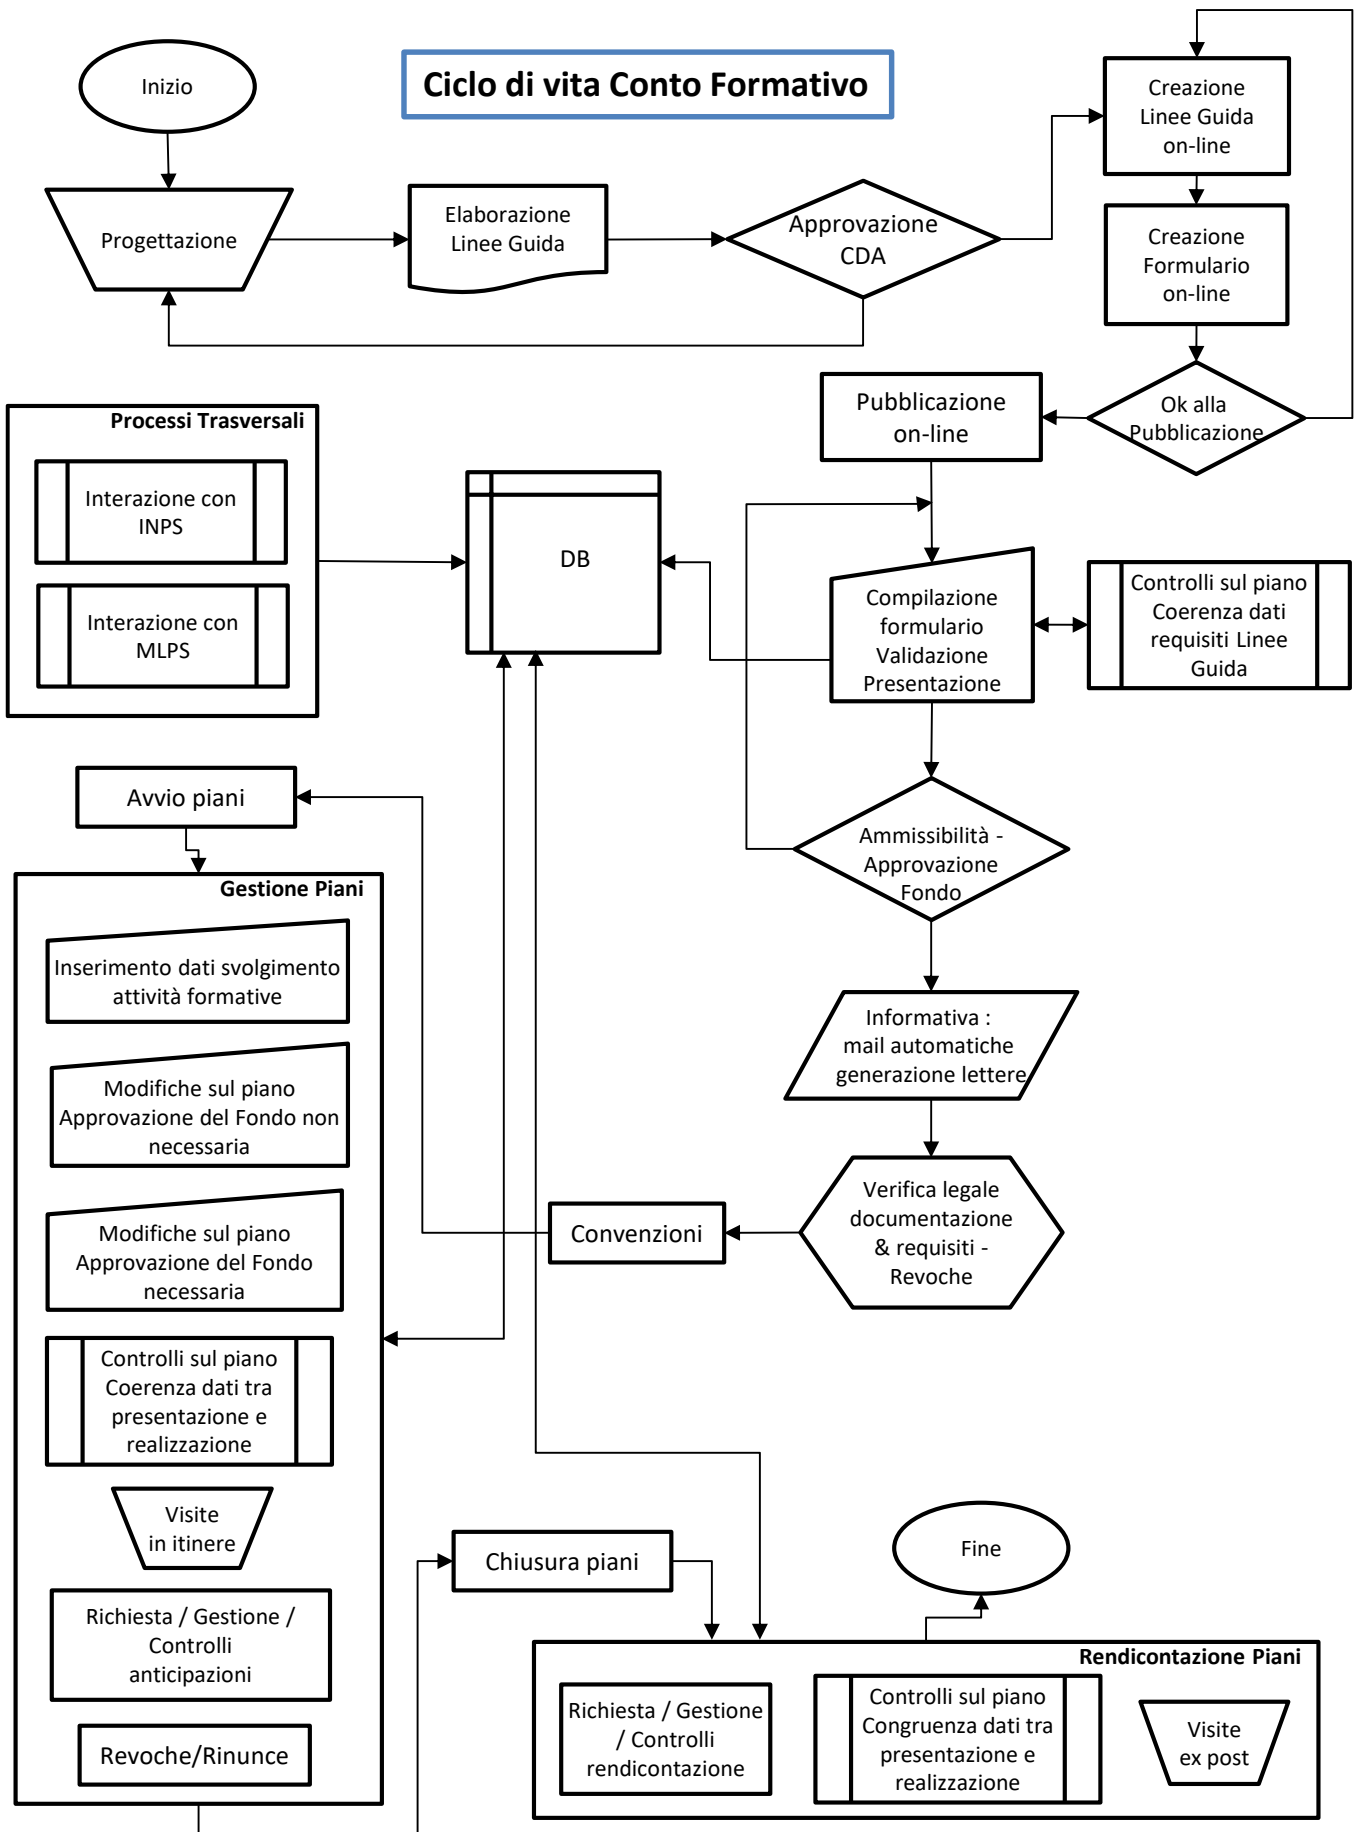 Inizio
Ciclo di vita Conto Formativo
Creazione
Linee Guida
on-line
Progettazione
Elaborazione
Linee Guida
Approvazione
CDA
Creazione
Formulario
on-line
Ok alla
Pubblicazione
Pubblicazione
on-line
Processi Trasversali
Interazione con
INPS
Interazione con
MLPS
DB
Compilazione
formulario
Validazione
Presentazione
Controlli sul piano
Coerenza dati
requisiti Linee
Guida
Avvio piani
Ammissibilità -
Approvazione
Fondo
Gestione Piani
Inserimento dati svolgimento
attività formative
Modifiche sul piano
Approvazione del Fondo non
necessaria
Modifiche sul piano
Approvazione del Fondo
necessaria
Controlli sul piano
Coerenza dati tra
presentazione e
realizzazione
Visite
in itinere
Richiesta / Gestione /
Controlli
anticipazioni
Revoche/Rinunce
Informativa :
mail automatiche
generazione lettere
Verifica legale
documentazione
& requisiti -
Revoche
Convenzioni
Chiusura piani
Fine
Rendicontazione Piani
Richiesta / Gestione
/ Controlli
rendicontazione
Controlli sul piano
Congruenza dati tra
presentazione e
realizzazione
Visite
ex post